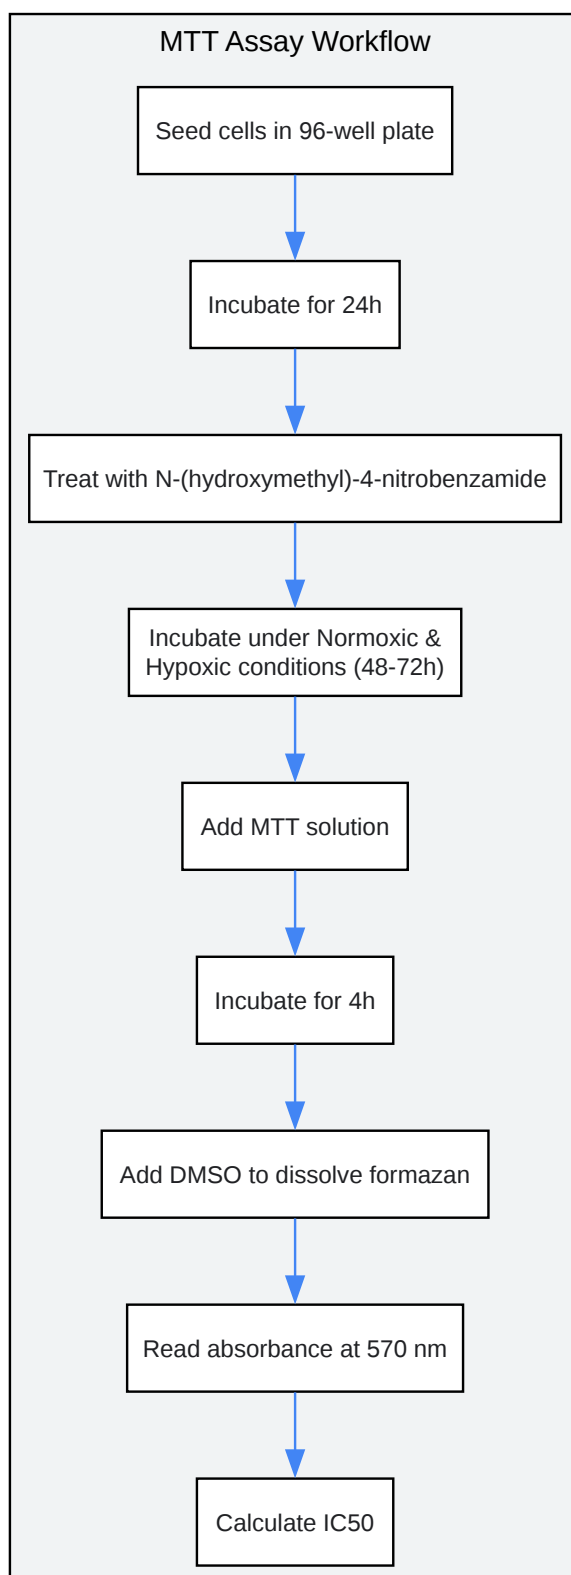 MTT Assay Workflow
Seed cells in 96-well plate
Incubate for 24h
Treat with N-(hydroxymethyl)-4-nitrobenzamide
Incubate under Normoxic &
Hypoxic conditions (48-72h)
Add MTT solution
Incubate for 4h
Add DMSO to dissolve formazan
Read absorbance at 570 nm
Calculate IC50